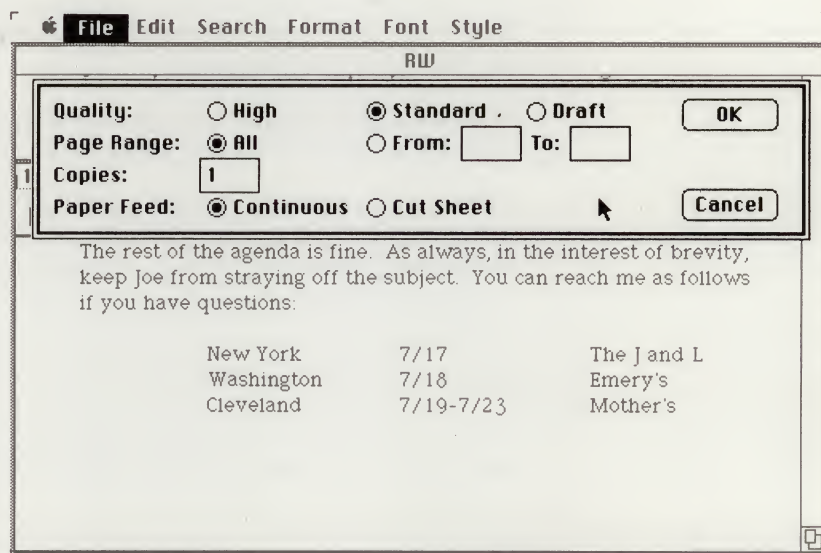 File Edit Search Format Font Style
RW
Quality: High Standard Draft OK
Page Range: All From: To:
Copies: 1
Paper Feed: Continuous Cut Sheet Cancel
The rest of the agenda is fine. As always, in the interest of brevity,
keep Joe from straying off the subject. You can reach me as follows
if you have questions:
New York 7/17 The J and L
Washington 7/18 Emery's
Cleveland 7/19-7/23 Mother's